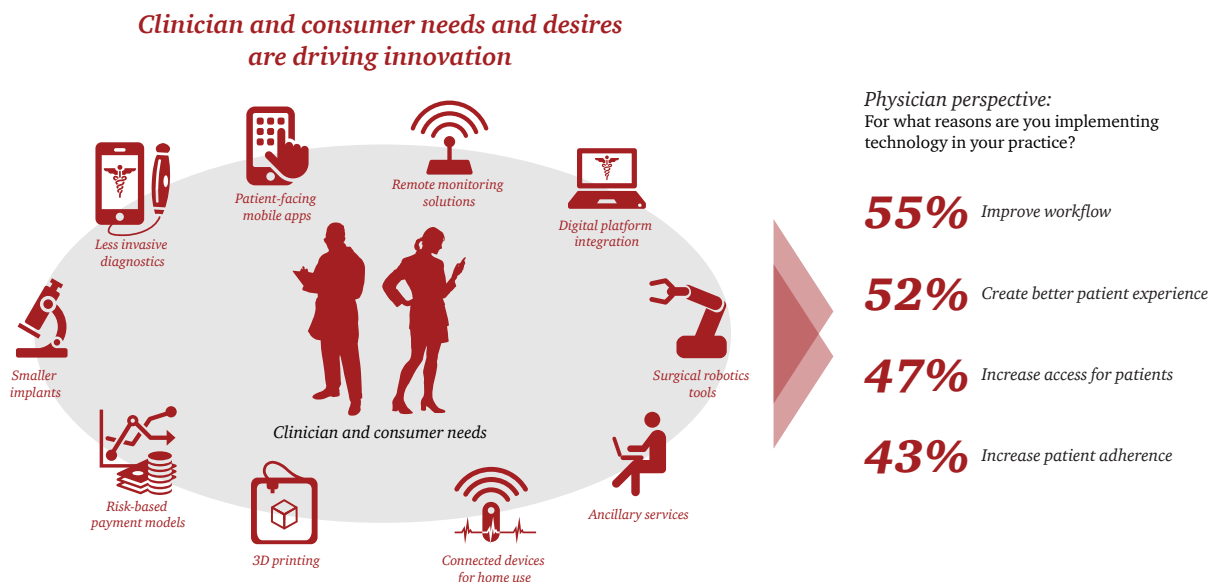 Clinician and consumer needs and desires
are driving innovation
Patient-facing
mobile apps
Remote monitoring
solutions
Less invasive
diagnostics
Digital platform
integration
Smaller
implants
Surgical robotics
tools
Clinician and consumer needs
Risk-based
payment models
3D printing
Connected devices
for home use
Ancillary services
Physician perspective:
For what reasons are you implementing
technology in your practice?
55% Improve workflow
52% Create better patient experience
47% Increase access for patients
43% Increase patient adherence